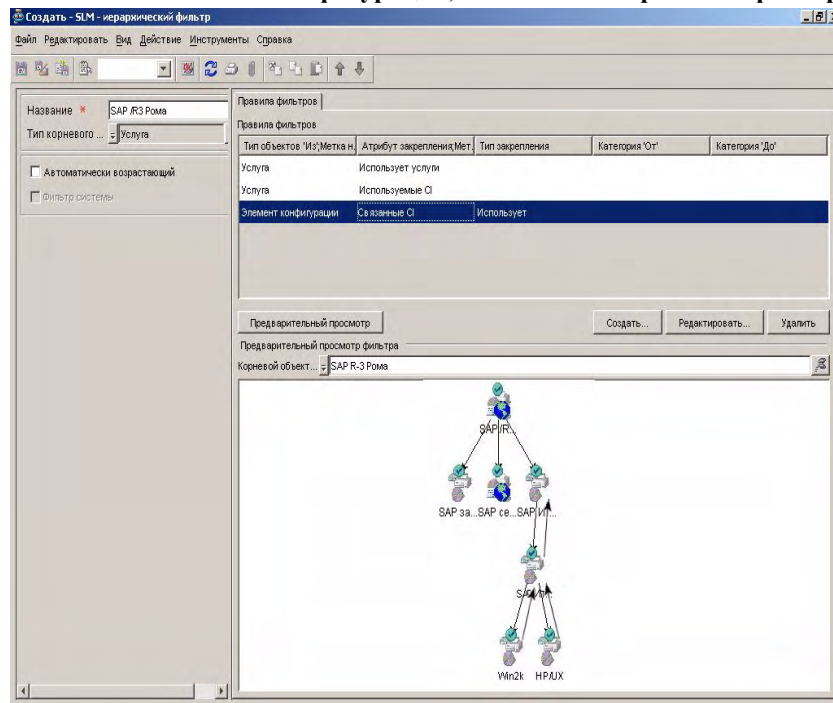 Создать - SLM - иерархический фильтр
Файл Редактировать Вид Действие Инструменты Справка
Название * SAP /R3 Рома
Тип корневого ... Услуга
Автоматически возрастающий
Фильтр системы
Правила фильтров
Правила фильтров
Тип объектов 'Из';Метка н. Атрибут закрепления;Мет. Тип закрепления Категория 'От' Категория 'До'
Услуга Использует услуги
Услуга Используемые CI
Элемент конфигурации Связанные CI Использует
Предварительный просмотр Создать... Редактировать... Удалить
Предварительный просмотр фильтра
Корневой объект... SAP R-3 Рома
SAP/R...
SAP за... SAP се... SAP И...
Win2k HP/UX